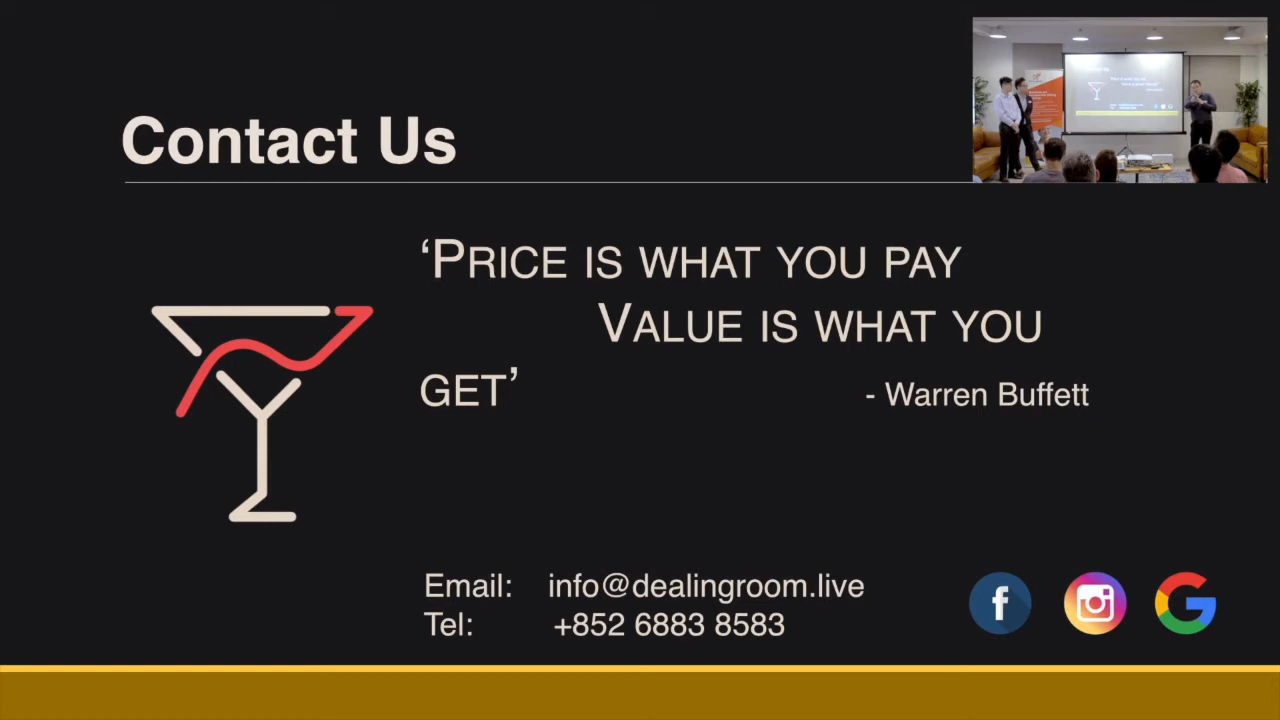 Contact Us
‘PRICE IS WHAT YOU PAY
VALUE IS WHAT YOU
GET’
- Warren Buffett
Email: info@dealingroom.live
Tel: +852 6883 8583